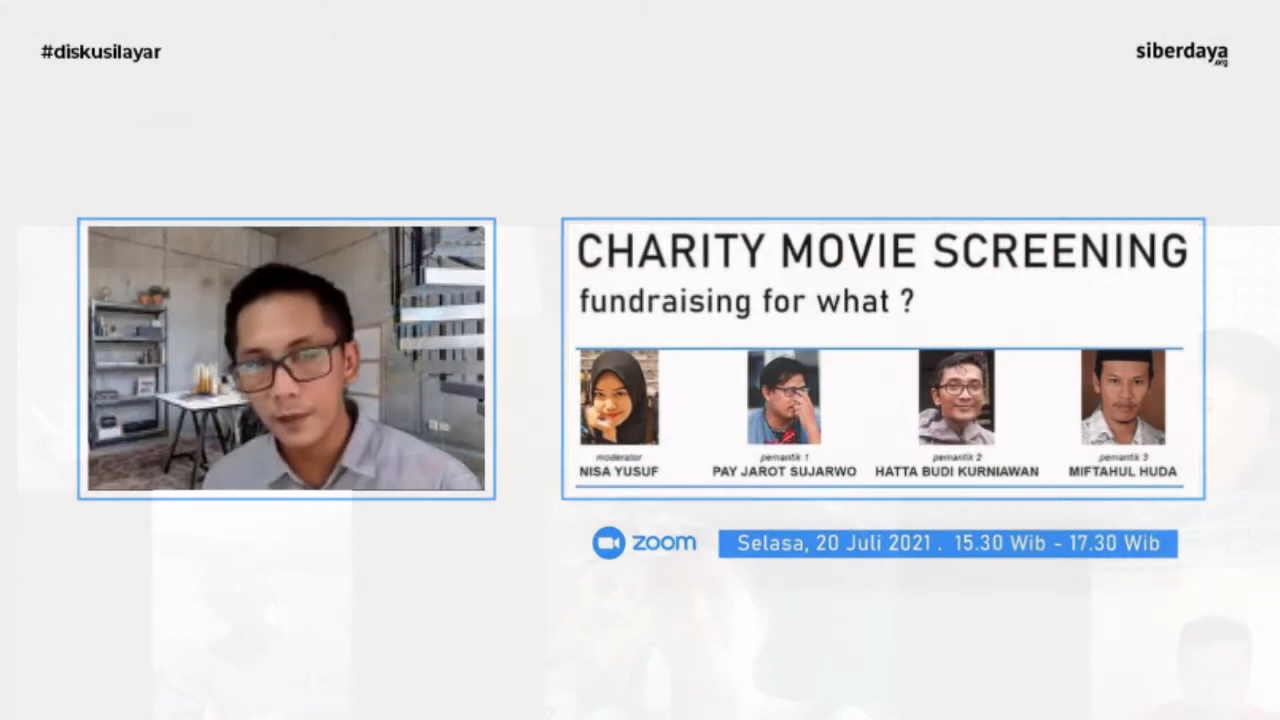 #diskusilayar
siberdaya
.org
CHARITY MOVIE SCREENING
fundraising for what ?
moderator
NISA YUSUF
pemantik 1
PAY JAROT SUJARWO
pemantik 2
HATTA BUDI KURNIAWAN
pemantik 3
MIFTAHUL HUDA
zoom
Selasa, 20 Juli 2021 . 15.30 Wib - 17.30 Wib